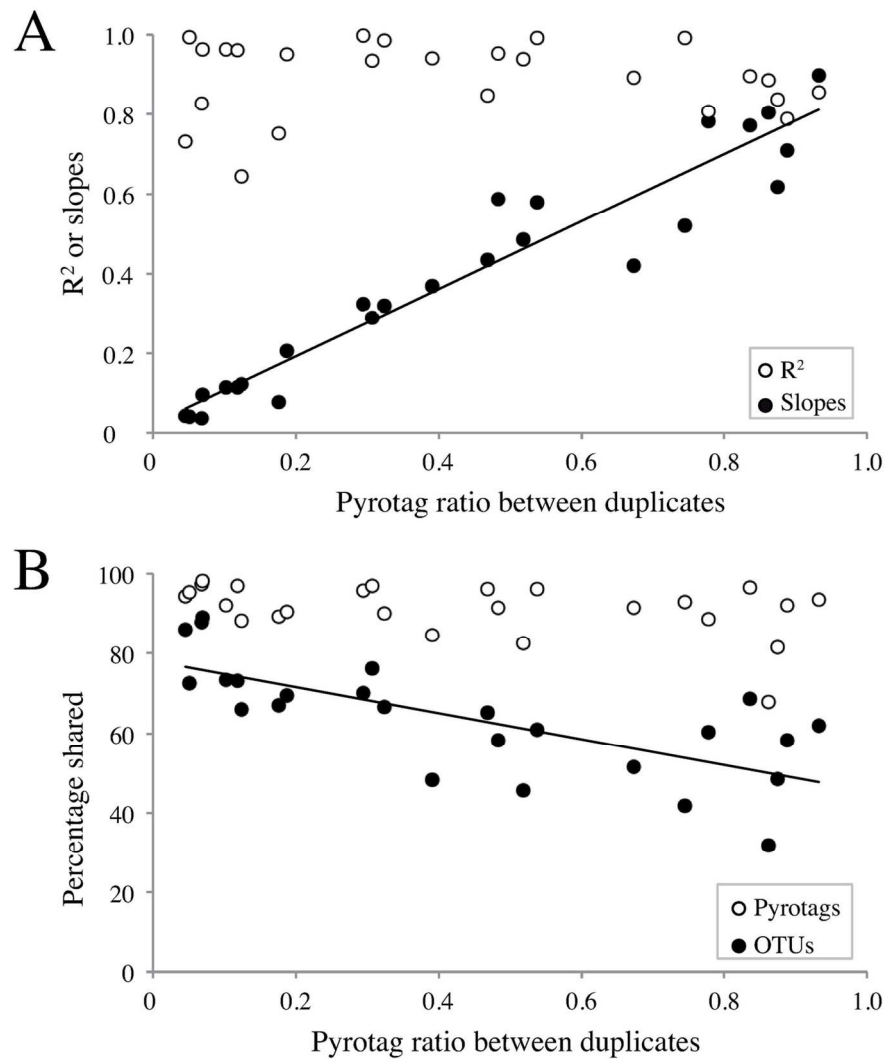 A
1.0
0.8
0.6
0.4
0.2
0
R² or slopes
R²
Slopes
0 0.2 0.4 0.6 0.8 1.0
Pyrotag ratio between duplicates
B
100
80
60
40
20
0
Percentage shared
Pyrotags
OTUs
0 0.2 0.4 0.6 0.8 1.0
Pyrotag ratio between duplicates